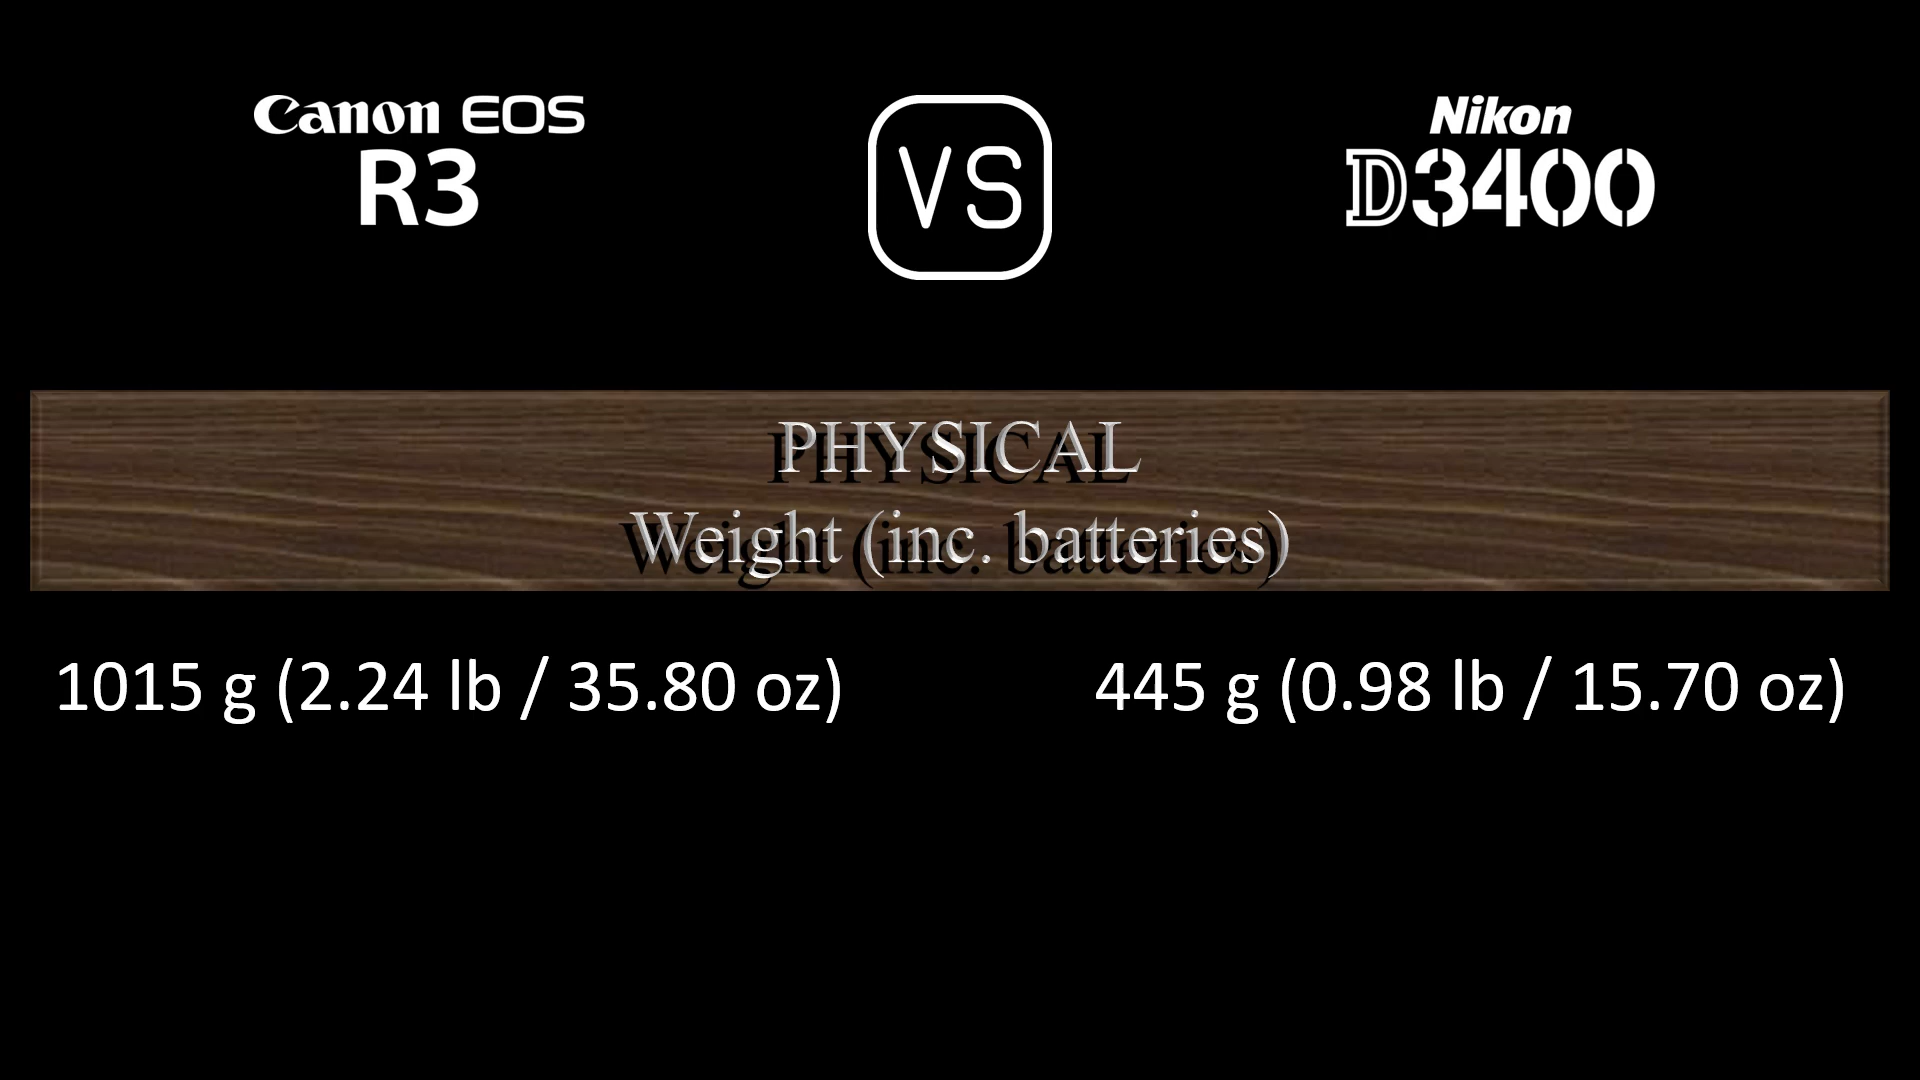 Canon EOS
R3
VS
Nikon
D3400
PHYSICAL
Weight (inc. batteries)
1015 g (2.24 lb / 35.80 oz)
445 g (0.98 lb / 15.70 oz)